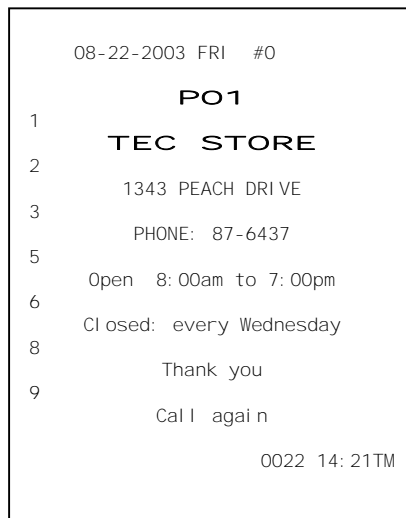 08-22-2003 FRI #0
P01
1
TEC STORE
2
1343 PEACH DRIVE
3
PHONE: 87-6437
5
Open 8:00am to 7:00pm
6
Closed: every Wednesday
8
Thank you
9
Call again
0022 14:21TM